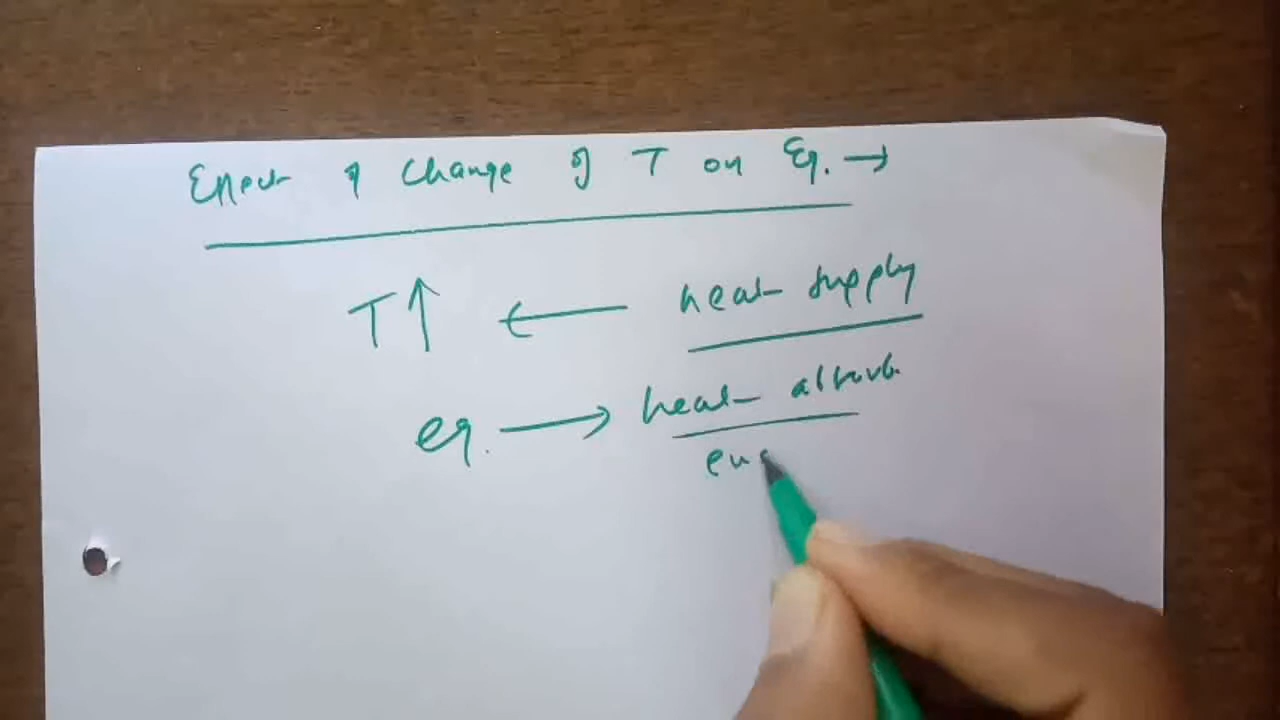 Effect of Change of T on Eq. →
T↑ ← heat supply
eq. → heat absorb